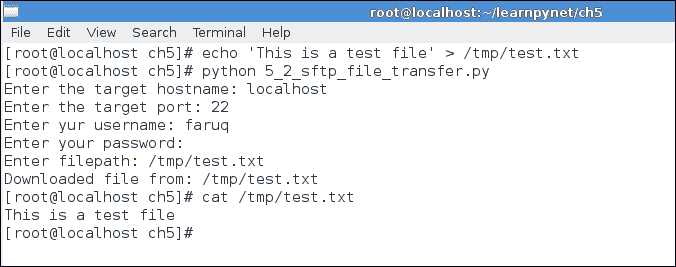 root@localhost:~/learnpynet/ch5
File Edit View Search Terminal Help
[root@localhost ch5]# echo 'This is a test file' > /tmp/test.txt
[root@localhost ch5]# python 5_2_sftp_file_transfer.py
Enter the target hostname: localhost
Enter the target port: 22
Enter yur username: faruq
Enter your password:
Enter filepath: /tmp/test.txt
Downloaded file from: /tmp/test.txt
[root@localhost ch5]# cat /tmp/test.txt
This is a test file
[root@localhost ch5]#